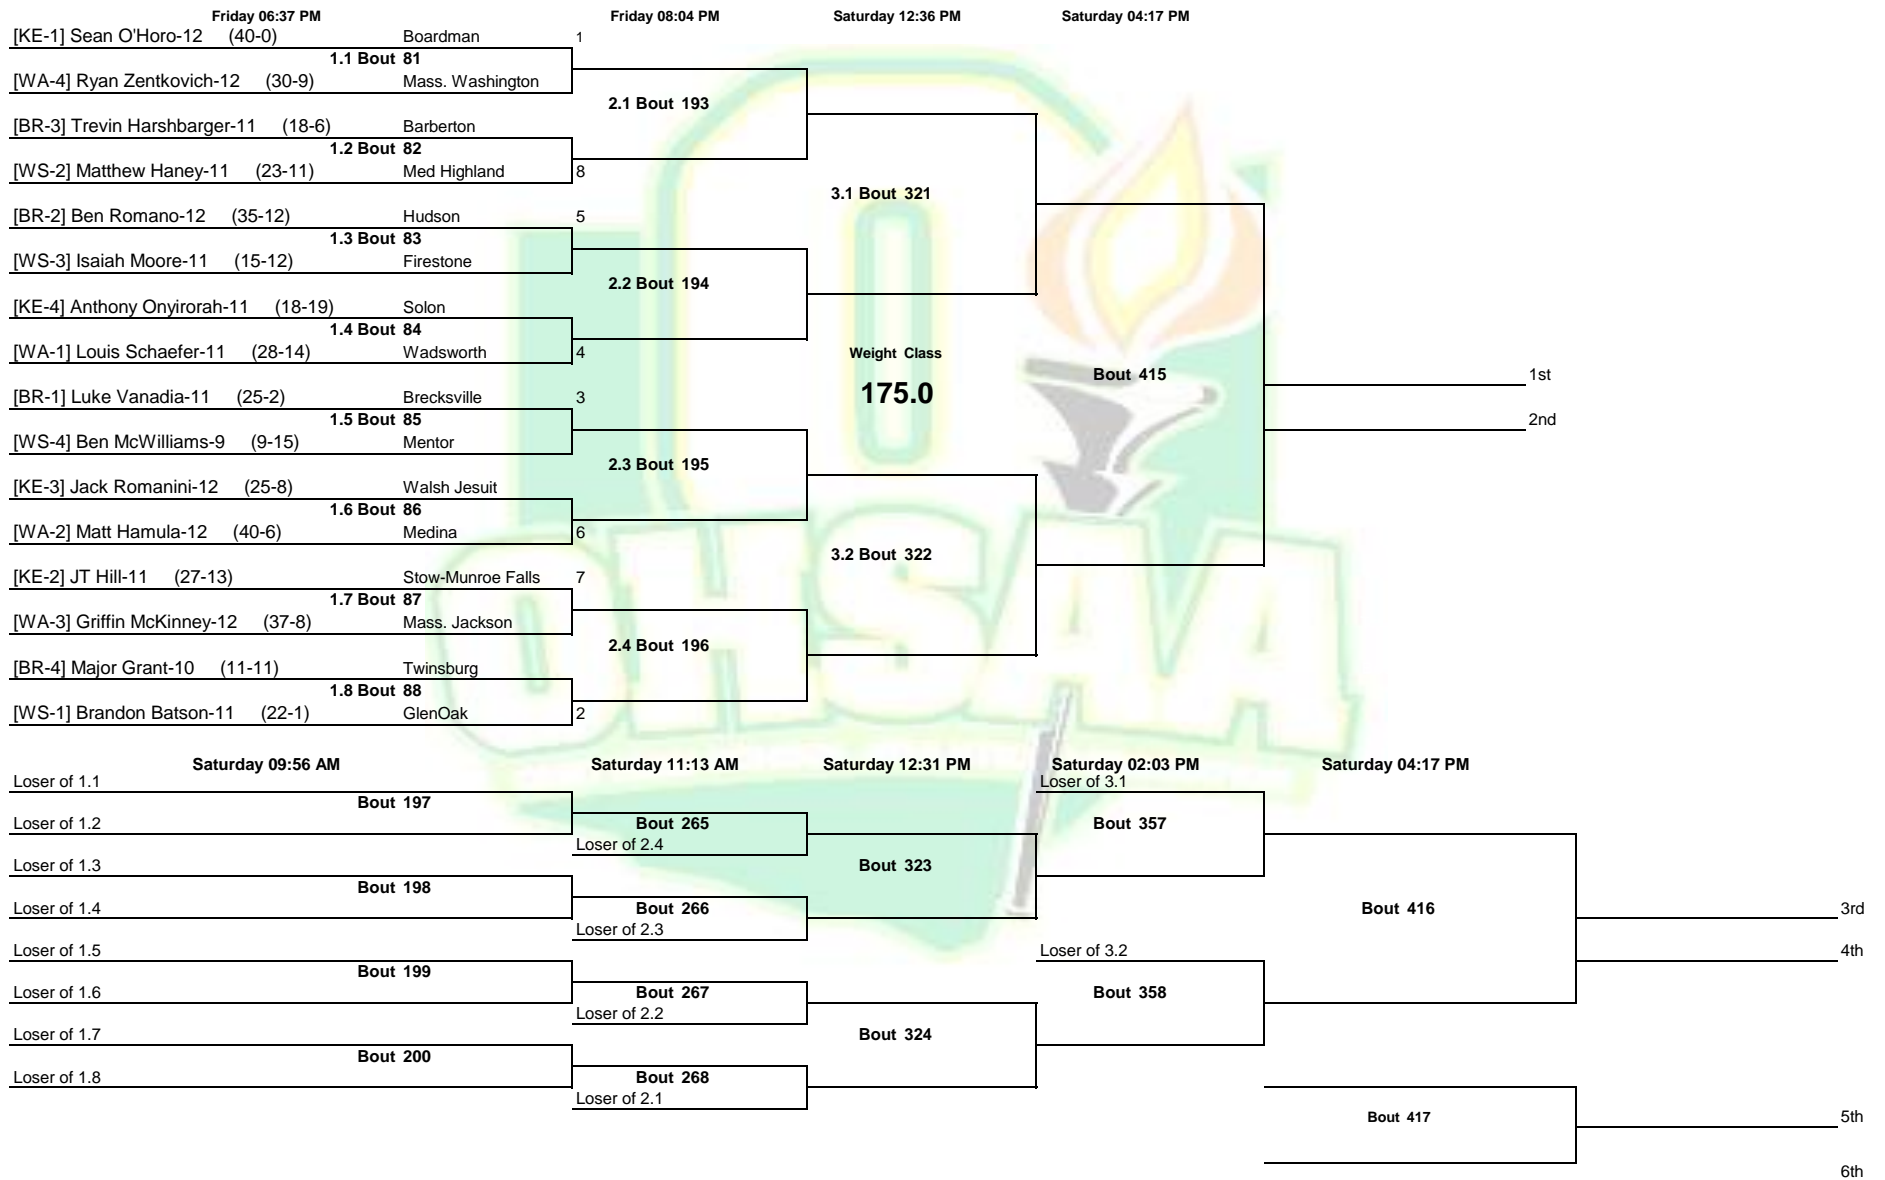 Friday 06:37 PM Friday 08:04 PM Saturday 12:36 PM Saturday 04:17 PM
[KE-1] Sean O'Horo-12 (40-0) Boardman 1
1.1 Bout 81
[WA-4] Ryan Zentkovich-12 (30-9) Mass. Washington
2.1 Bout 193
[BR-3] Trevin Harshbarger-11 (18-6) Barberton
1.2 Bout 82
[WS-2] Matthew Haney-11 (23-11) Med Highland 8
3.1 Bout 321
[BR-2] Ben Romano-12 (35-12) Hudson 5
1.3 Bout 83
[WS-3] Isaiah Moore-11 (15-12) Firestone
2.2 Bout 194
[KE-4] Anthony Onyirorah-11 (18-19) Solon
1.4 Bout 84
[WA-1] Louis Schaefer-11 (28-14) Wadsworth 4
Weight Class
175.0
Bout 415
1st
2nd
[BR-1] Luke Vanadia-11 (25-2) Brecksville 3
1.5 Bout 85
[WS-4] Ben McWilliams-9 (9-15) Mentor
2.3 Bout 195
[KE-3] Jack Romanini-12 (25-8) Walsh Jesuit
1.6 Bout 86
[WA-2] Matt Hamula-12 (40-6) Medina 6
3.2 Bout 322
[KE-2] JT Hill-11 (27-13) Stow-Munroe Falls 7
1.7 Bout 87
[WA-3] Griffin McKinney-12 (37-8) Mass. Jackson
2.4 Bout 196
[BR-4] Major Grant-10 (11-11) Twinsburg
1.8 Bout 88
[WS-1] Brandon Batson-11 (22-1) GlenOak 2
OHSAA
Saturday 09:56 AM Saturday 11:13 AM Saturday 12:31 PM Saturday 02:03 PM Saturday 04:17 PM
Loser of 1.1 Loser of 3.1
Bout 197
Loser of 1.2 Bout 265 Bout 357
Loser of 2.4
Loser of 1.3 Bout 323
Bout 198
Loser of 1.4 Bout 266 Bout 416 3rd
Loser of 2.3
Loser of 1.5 Loser of 3.2 4th
Bout 199
Loser of 1.6 Bout 267 Bout 358
Loser of 2.2
Loser of 1.7 Bout 324
Bout 200
Loser of 1.8 Bout 268
Loser of 2.1
Bout 417 5th
6th